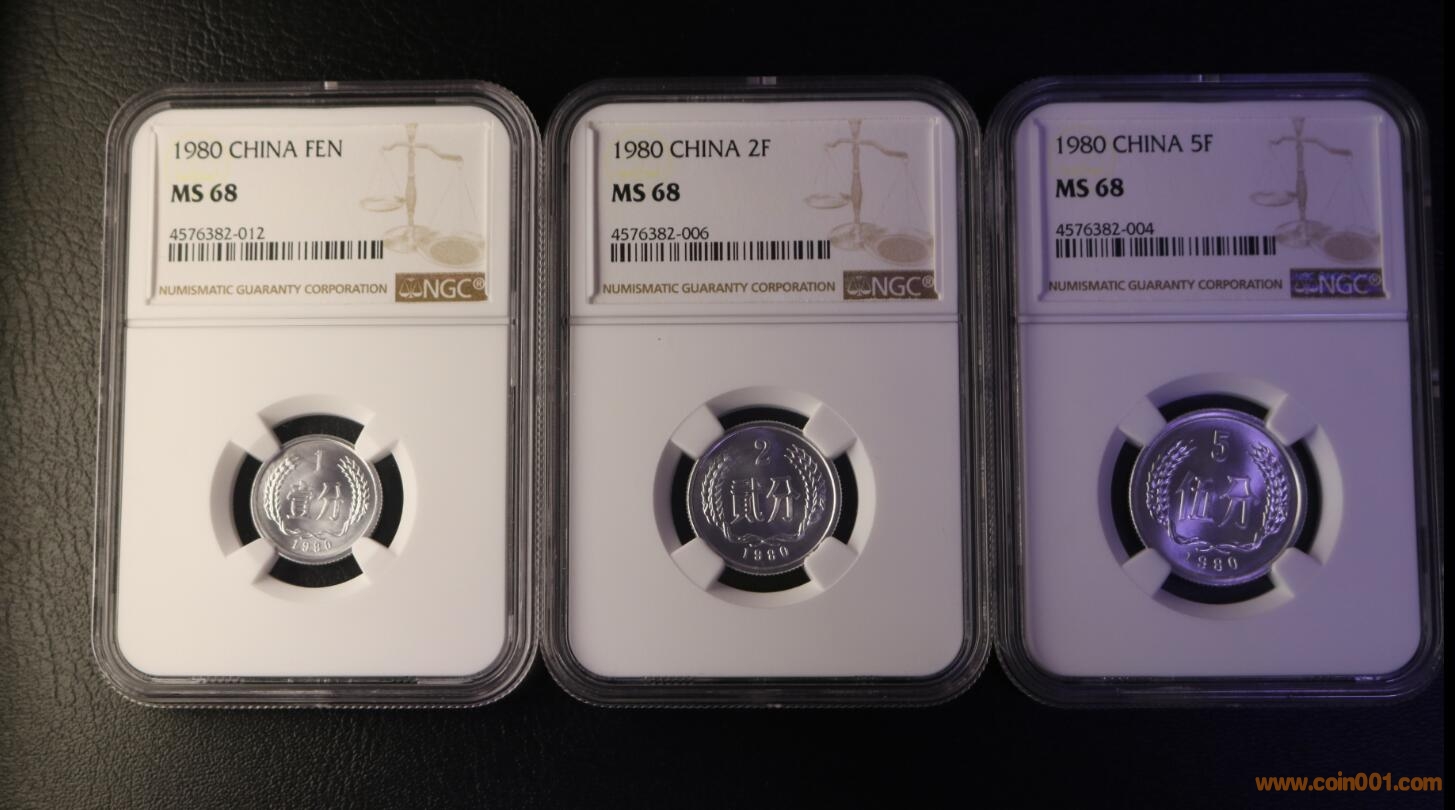 1980 CHINA FEN
MS 68
4576382-012
NUMISMATIC GUARANTY CORPORATION
NGC®
1
壹分
1980
1980 CHINA 2F
MS 68
4576382-006
NUMISMATIC GUARANTY CORPORATION
NGC®
2
贰分
1980
1980 CHINA 5F
MS 68
4576382-004
NUMISMATIC GUARANTY CORPORATION
NGC®
5
伍分
1980
www.coin001.com